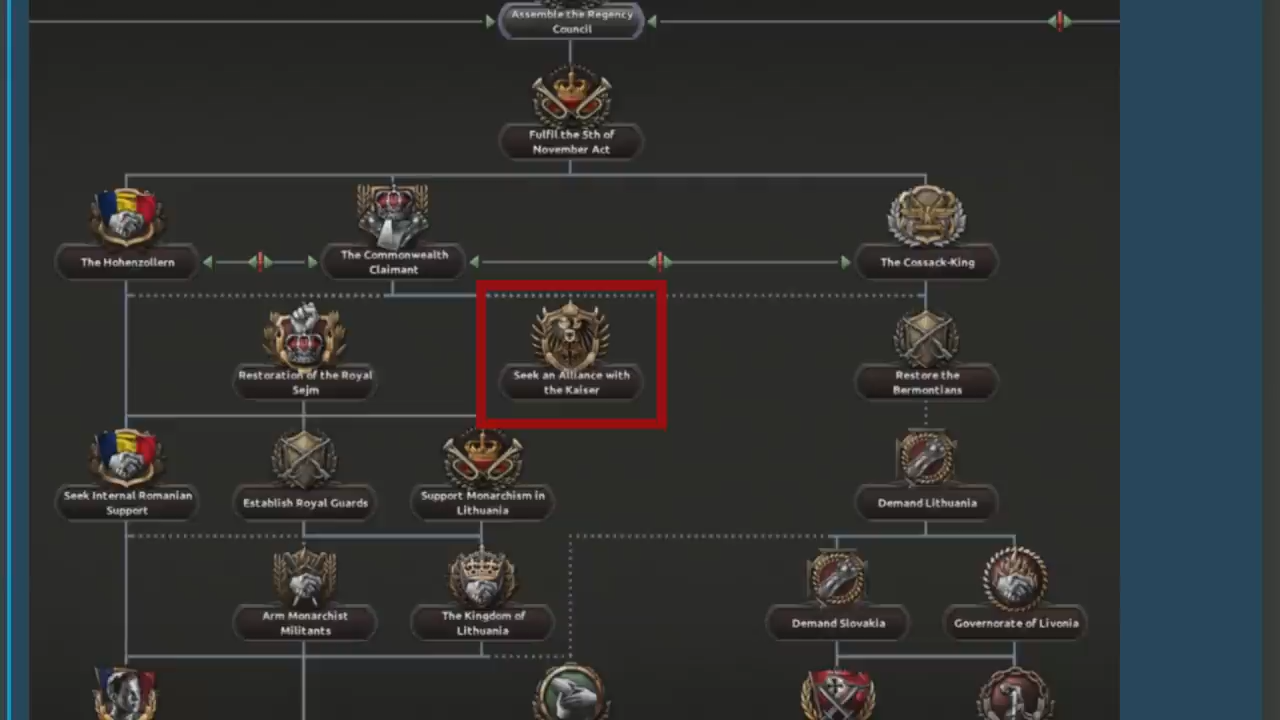 Assemble the Regency
Council
Fulfil the 5th of
November Act
The Hohenzollern
The Commonwealth
Claimant
The Cossack-King
Restoration of the Royal
Sejm
Seek an Alliance with
the Kaiser
Restore the
Bermontians
Seek Internal Romanian
Support
Establish Royal Guards
Support Monarchism in
Lithuania
Demand Lithuania
Arm Monarchist
Militants
The Kingdom of
Lithuania
Demand Slovakia
Governorate of Livonia